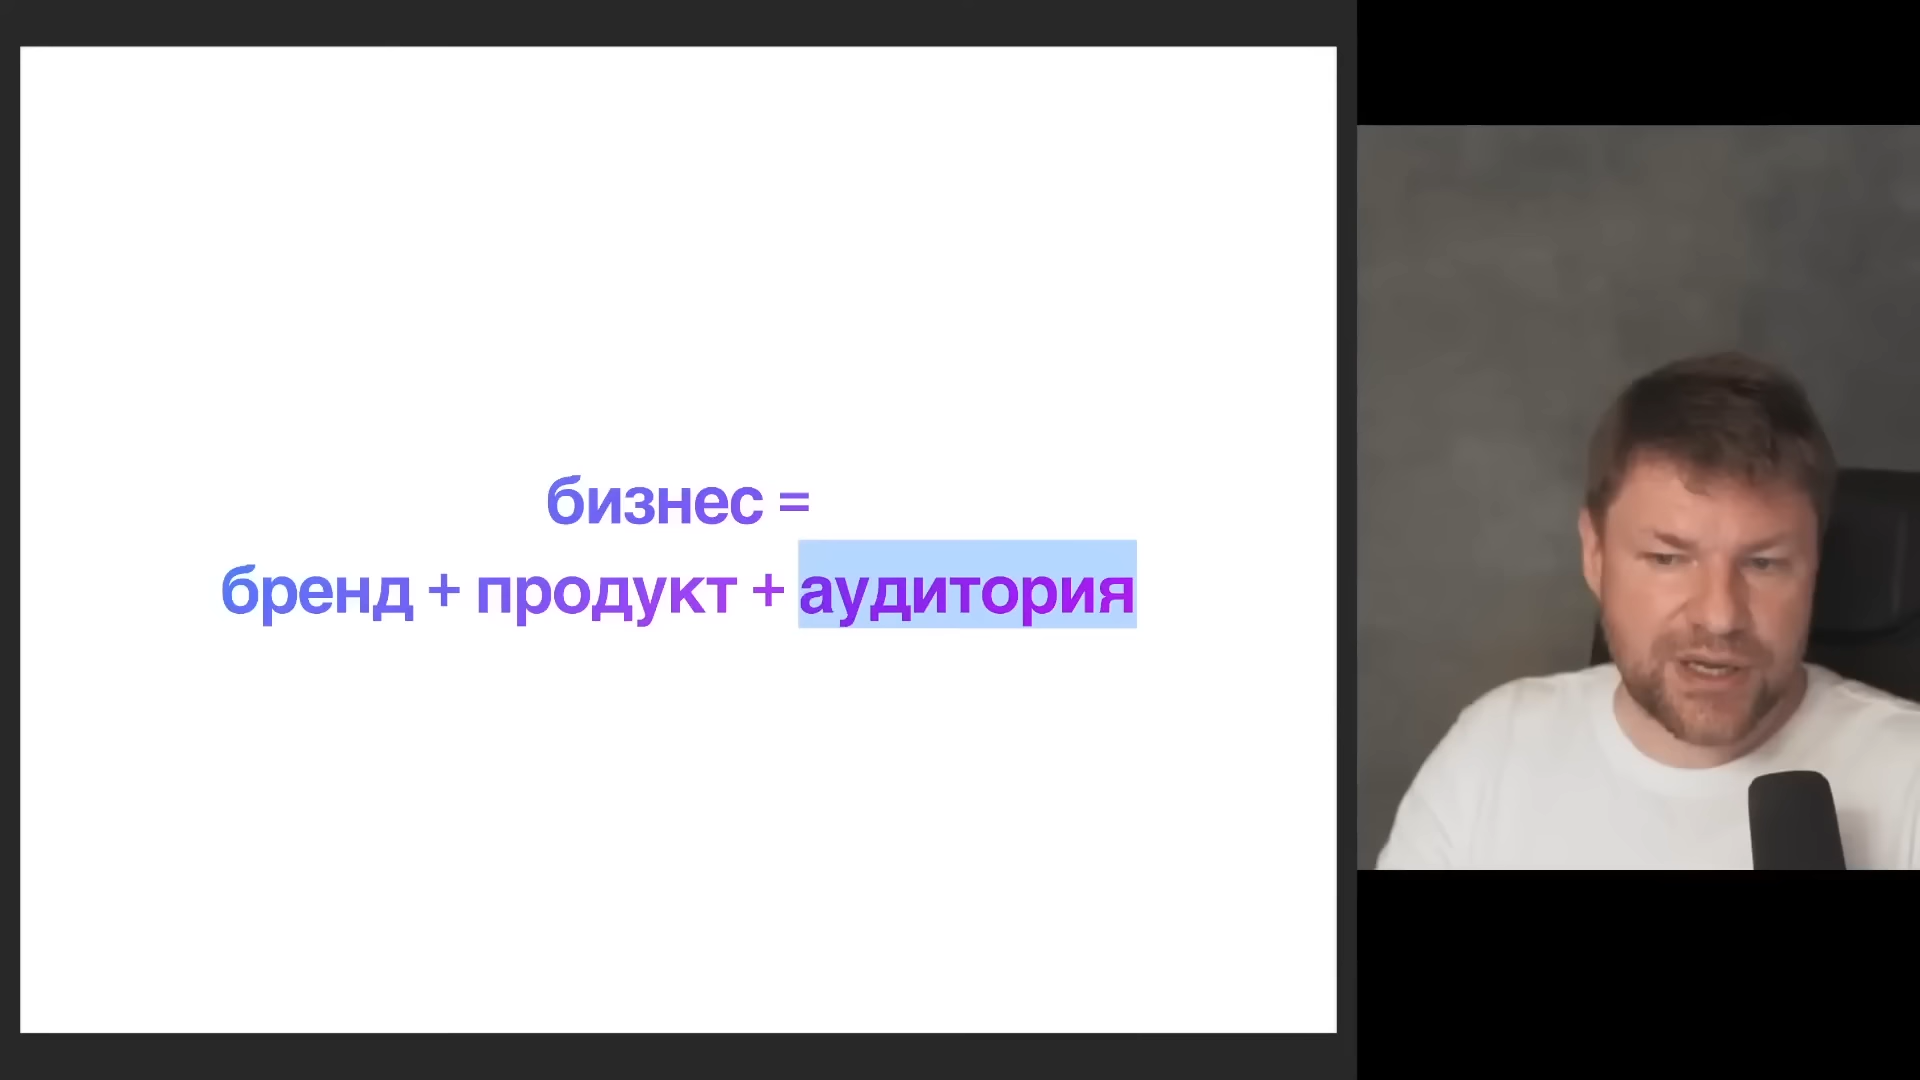 бизнес =
бренд + продукт + аудитория